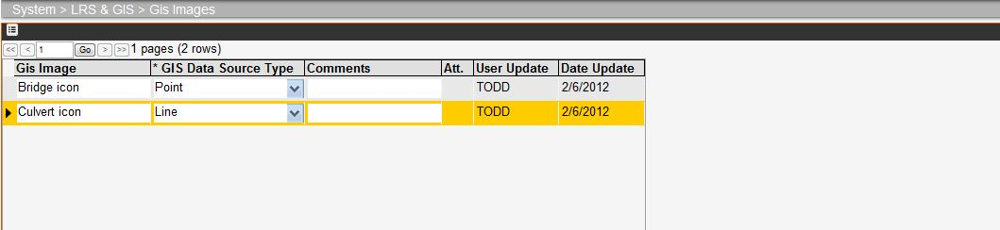 System > LRS & GIS > Gis Images
<< < 1 Go > >> 1 pages (2 rows)
Gis Image * GIS Data Source Type Comments Att. User Update Date Update
Bridge icon Point TODD 2/6/2012
Culvert icon Line TODD 2/6/2012